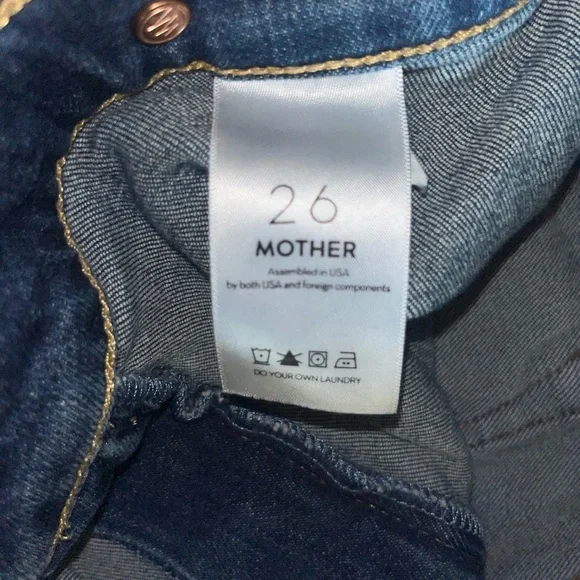 26
MOTHER
Assembled in USA
by both USA and foreign components
DO YOUR OWN LAUNDRY